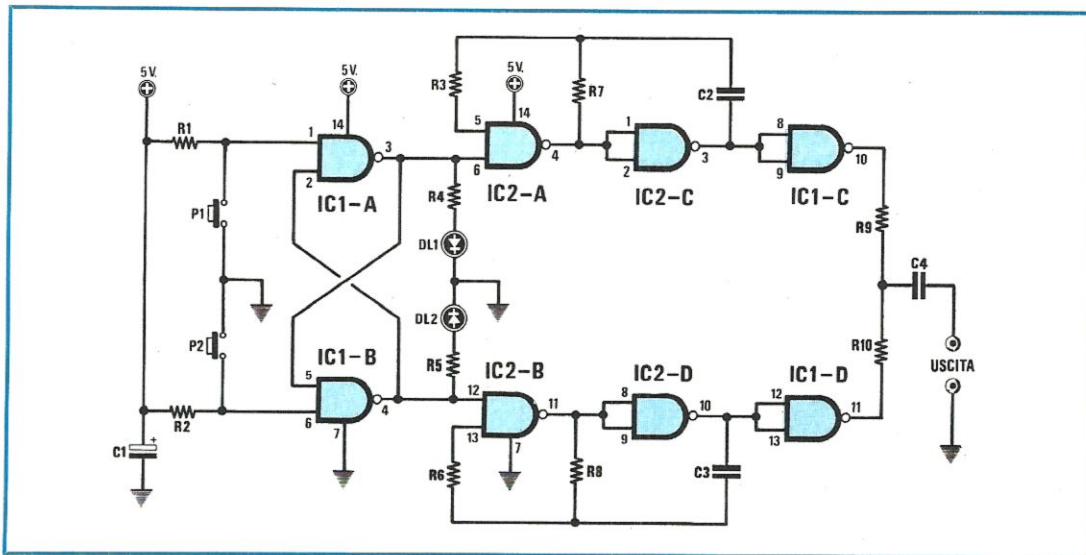 5V.
5V.
R1
14
1
2
3
IC1-A
P1
R3
5V.
14
5
6
4
IC2-A
R7
1
2
3
IC2-C
C2
8
9
10
IC1-C
R4
DL1
R9
C4
DL2
R5
P2
IC1-B
5
6
4
7
R2
C1
+
IC2-B
12
13
11
7
R6
R8
IC2-D
8
9
10
C3
IC1-D
12
13
11
R10
USCITA